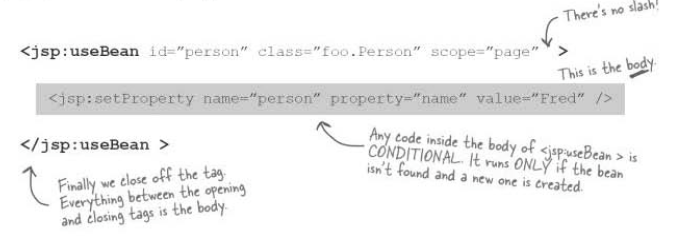 There's no slash!
<jsp:useBean id="person" class="foo.Person" scope="page" >
This is the body.
<jsp:setProperty name="person" property="name" value="Fred" />
</jsp:useBean >
Any code inside the body of <jsp:useBean > is
CONDITIONAL. It runs ONLY if the bean
isn't found and a new one is created.
Finally we close off the tag.
Everything between the opening
and closing tags is the body.